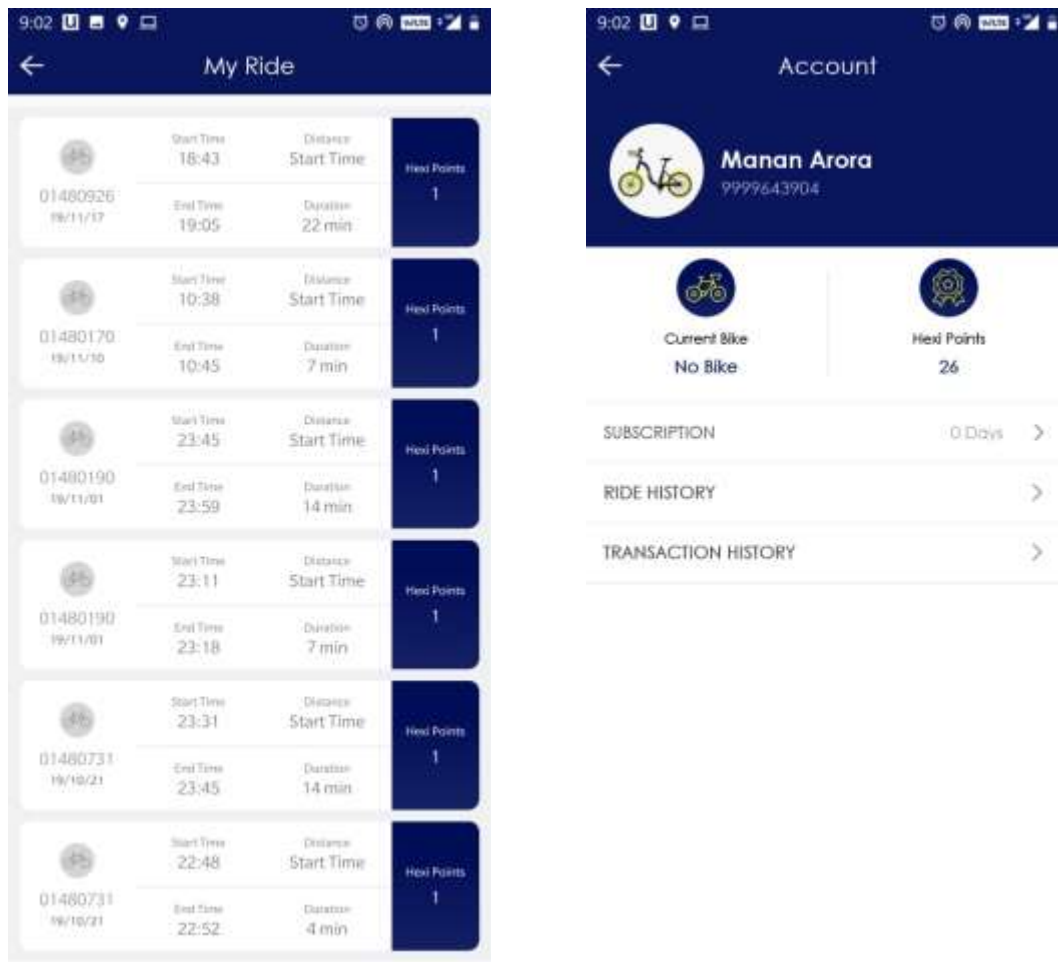 9:02
My Ride
Start Time
Distance
18:43
Start Time
Hexi Points
1
01480926
19/11/17
End Time
Duration
19:05
22 min
Start Time
Distance
10:38
Start Time
Hexi Points
1
01480170
19/11/10
End Time
Duration
10:45
7 min
Start Time
Distance
23:45
Start Time
Hexi Points
1
01480190
19/11/01
End Time
Duration
23:59
14 min
Start Time
Distance
23:11
Start Time
Hexi Points
1
01480190
19/11/01
End Time
Duration
23:18
7 min
Start Time
Distance
23:31
Start Time
Hexi Points
1
01480731
19/10/21
End Time
Duration
23:45
14 min
Start Time
Distance
22:48
Start Time
Hexi Points
1
01480731
19/10/21
End Time
Duration
22:52
4 min
9:02
Account
Manan Arora
9999643904
Current Bike
No Bike
Hexi Points
26
SUBSCRIPTION
0 Days
RIDE HISTORY
TRANSACTION HISTORY